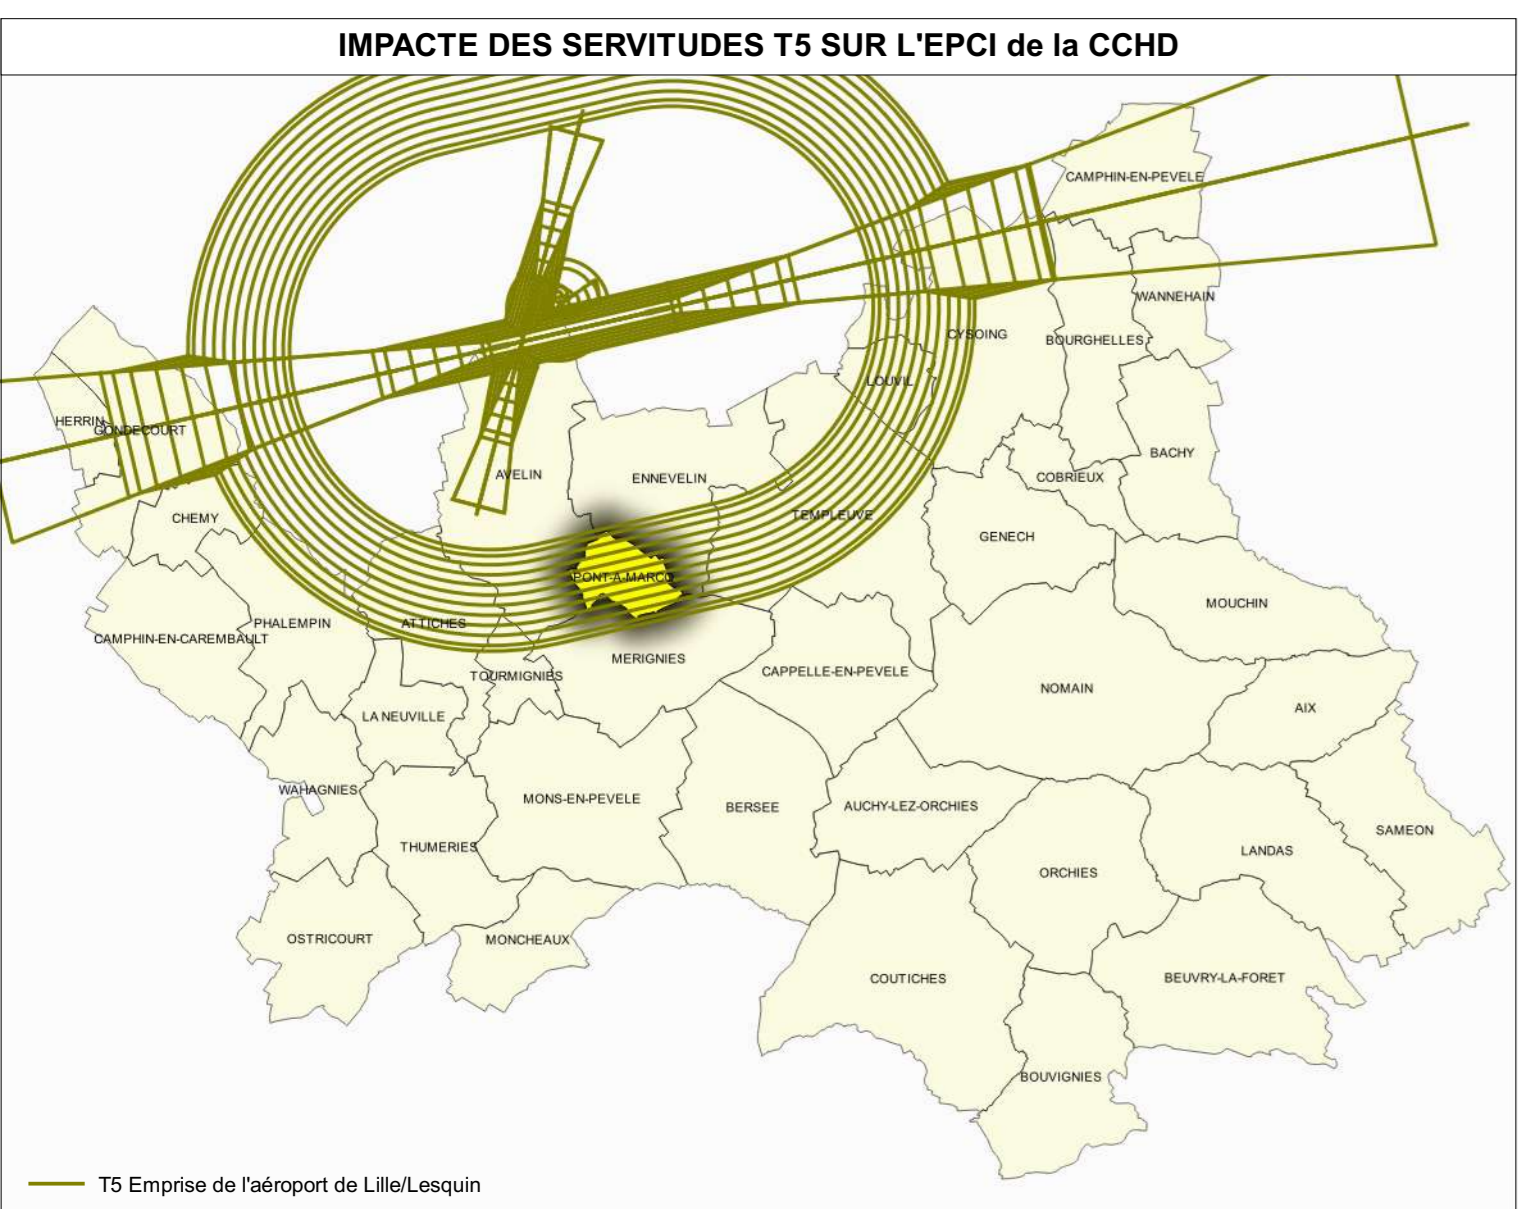 IMPACTE DES SERVITUDES T5 SUR L'EPCI de la CCHD
CAMPHIN-EN-PEVELE
WANNEHAIN
CYSOING
BOURGHELLES
LOUVIL
HERRIN
GONDECOURT
BACHY
AVELIN
ENNEVELIN
COBRIEUX
CHEMY
TEMPLEUVE
GENECH
PONT-A-MARCQ
MOUCHIN
PHALEMPIN
ATTICHES
CAMPHIN-EN-CAREMBAULT
MERIGNIES
CAPPELLE-EN-PEVELE
TOURMIGNIES
NOMAIN
AIX
LA NEUVILLE
WAHAGNIES
MONS-EN-PEVELE
BERSEE
AUCHY-LEZ-ORCHIES
SAMEON
THUMERIES
LANDAS
ORCHIES
OSTRICOURT
MONCHEAUX
COUTICHES
BEUVRY-LA-FORET
BOUVIGNIES
T5 Emprise de l'aéroport de Lille/Lesquin